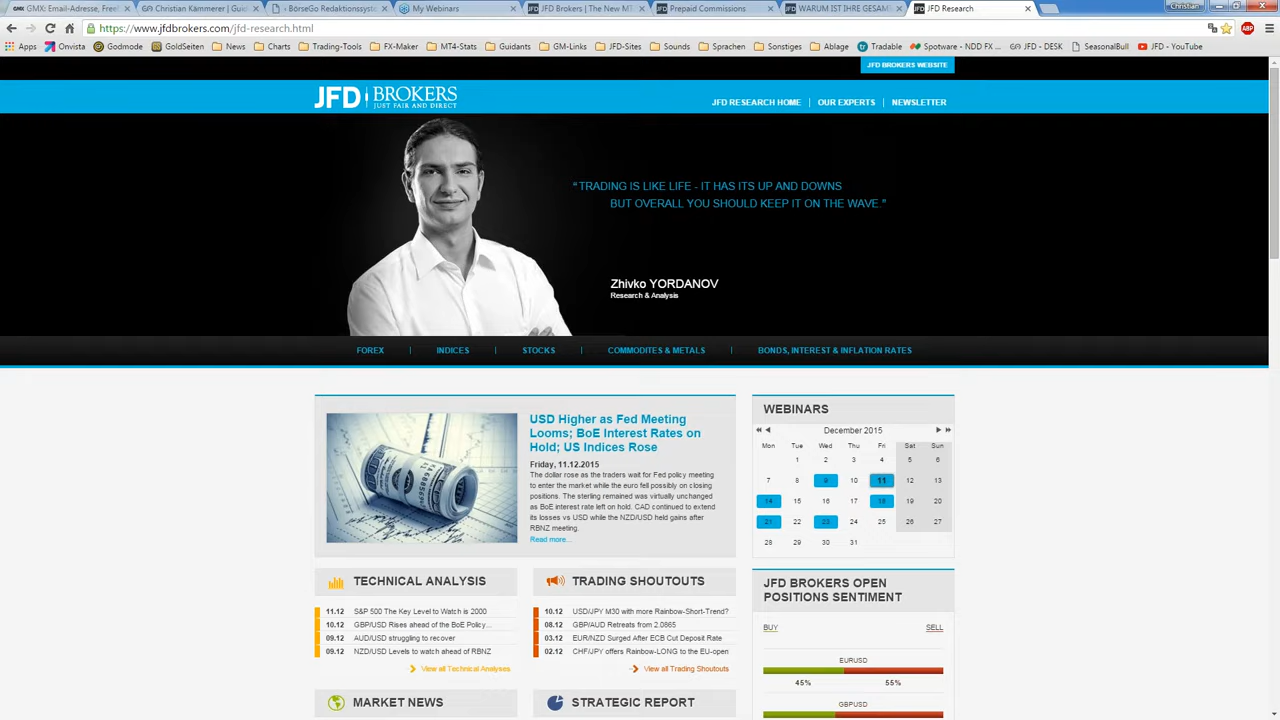 GMX: Email-Adresse, FreeM
Christian Kämmerer | Guid
‹ BörseGo Redaktionssyste
My Webinars
JFD Brokers | The New MT
Prepaid Commissions
WARUM IST IHRE GESAM
JFD Research
Christian
https://www.jfdbrokers.com/jfd-research.html
Apps
Onvista
Godmode
GoldSeiten
News
Charts
Trading-Tools
FX-Maker
MT4-Stats
Guidants
GM-Links
JFD-Sites
Sounds
Sprachen
Sonstiges
Ablage
Tradable
Spotware - NDD FX ...
JFD - DESK
SeasonalBull
JFD - YouTube
JFD BROKERS WEBSITE
JFD BROKERS
JUST FAIR AND DIRECT
JFD RESEARCH HOME
OUR EXPERTS
NEWSLETTER
“ TRADING IS LIKE LIFE - IT HAS ITS UP AND DOWNS
BUT OVERALL YOU SHOULD KEEP IT ON THE WAVE ”
Zhivko YORDANOV
Research & Analysis
FOREX
INDICES
STOCKS
COMMODITES & METALS
BONDS, INTEREST & INFLATION RATES
USD Higher as Fed Meeting
Looms; BoE Interest Rates on
Hold; US Indices Rose
Friday, 11.12.2015
The dollar rose as the traders wait for Fed policy meeting
to enter the market while the euro fell possibly on closing
positions. The sterling remained was virtually unchanged
as BoE interest rate left on hold. CAD continued to extend
its losses vs USD while the NZD/USD held gains after
RBNZ meeting.
Read more...
WEBINARS
December 2015
Mon Tue Wed Thu Fri Sat Sun
1 2 3 4 5 6
7 8 9 10 11 12 13
14 15 16 17 18 19 20
21 22 23 24 25 26 27
28 29 30 31
TECHNICAL ANALYSIS
11.12 S&P 500 The Key Level to Watch is 2000
10.12 GBP/USD Rises ahead of the BoE Policy...
09.12 AUD/USD struggling to recover
09.12 NZD/USD Levels to watch ahead of RBNZ
View all Technical Analyses
TRADING SHOUTOUTS
10.12 USD/JPY M30 with more Rainbow-Short-Trend?
08.12 GBP/AUD Retreats from 2.0865
03.12 EUR/NZD Surged After ECB Cut Deposit Rate
02.12 CHF/JPY offers Rainbow-LONG to the EU-open
View all Trading Shoutouts
JFD BROKERS OPEN
POSITIONS SENTIMENT
BUY SELL
EURUSD
45% 55%
GBPUSD
MARKET NEWS
STRATEGIC REPORT